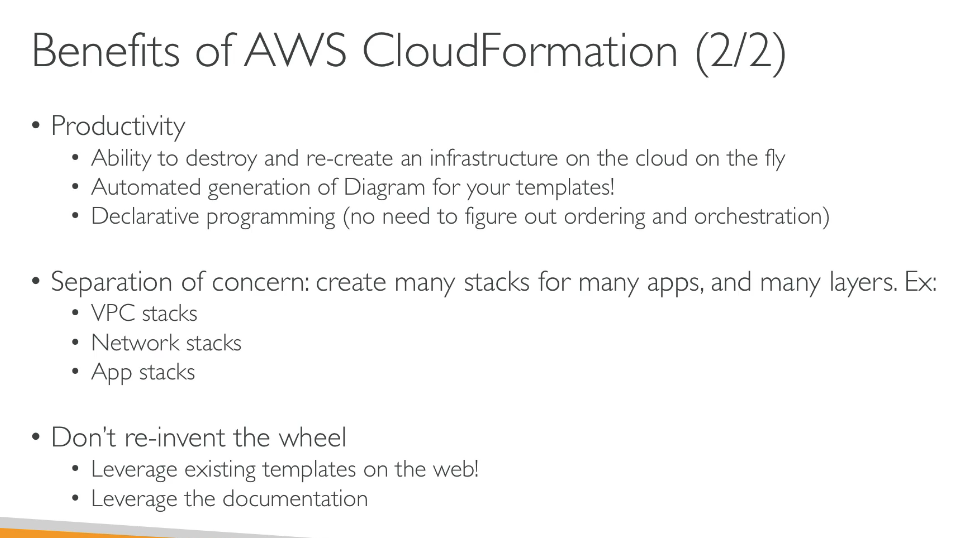 Benefits of AWS CloudFormation (2/2)
• Productivity
• Ability to destroy and re-create an infrastructure on the cloud on the fly
• Automated generation of Diagram for your templates!
• Declarative programming (no need to figure out ordering and orchestration)
• Separation of concern: create many stacks for many apps, and many layers. Ex:
• VPC stacks
• Network stacks
• App stacks
• Don’t re-invent the wheel
• Leverage existing templates on the web!
• Leverage the documentation